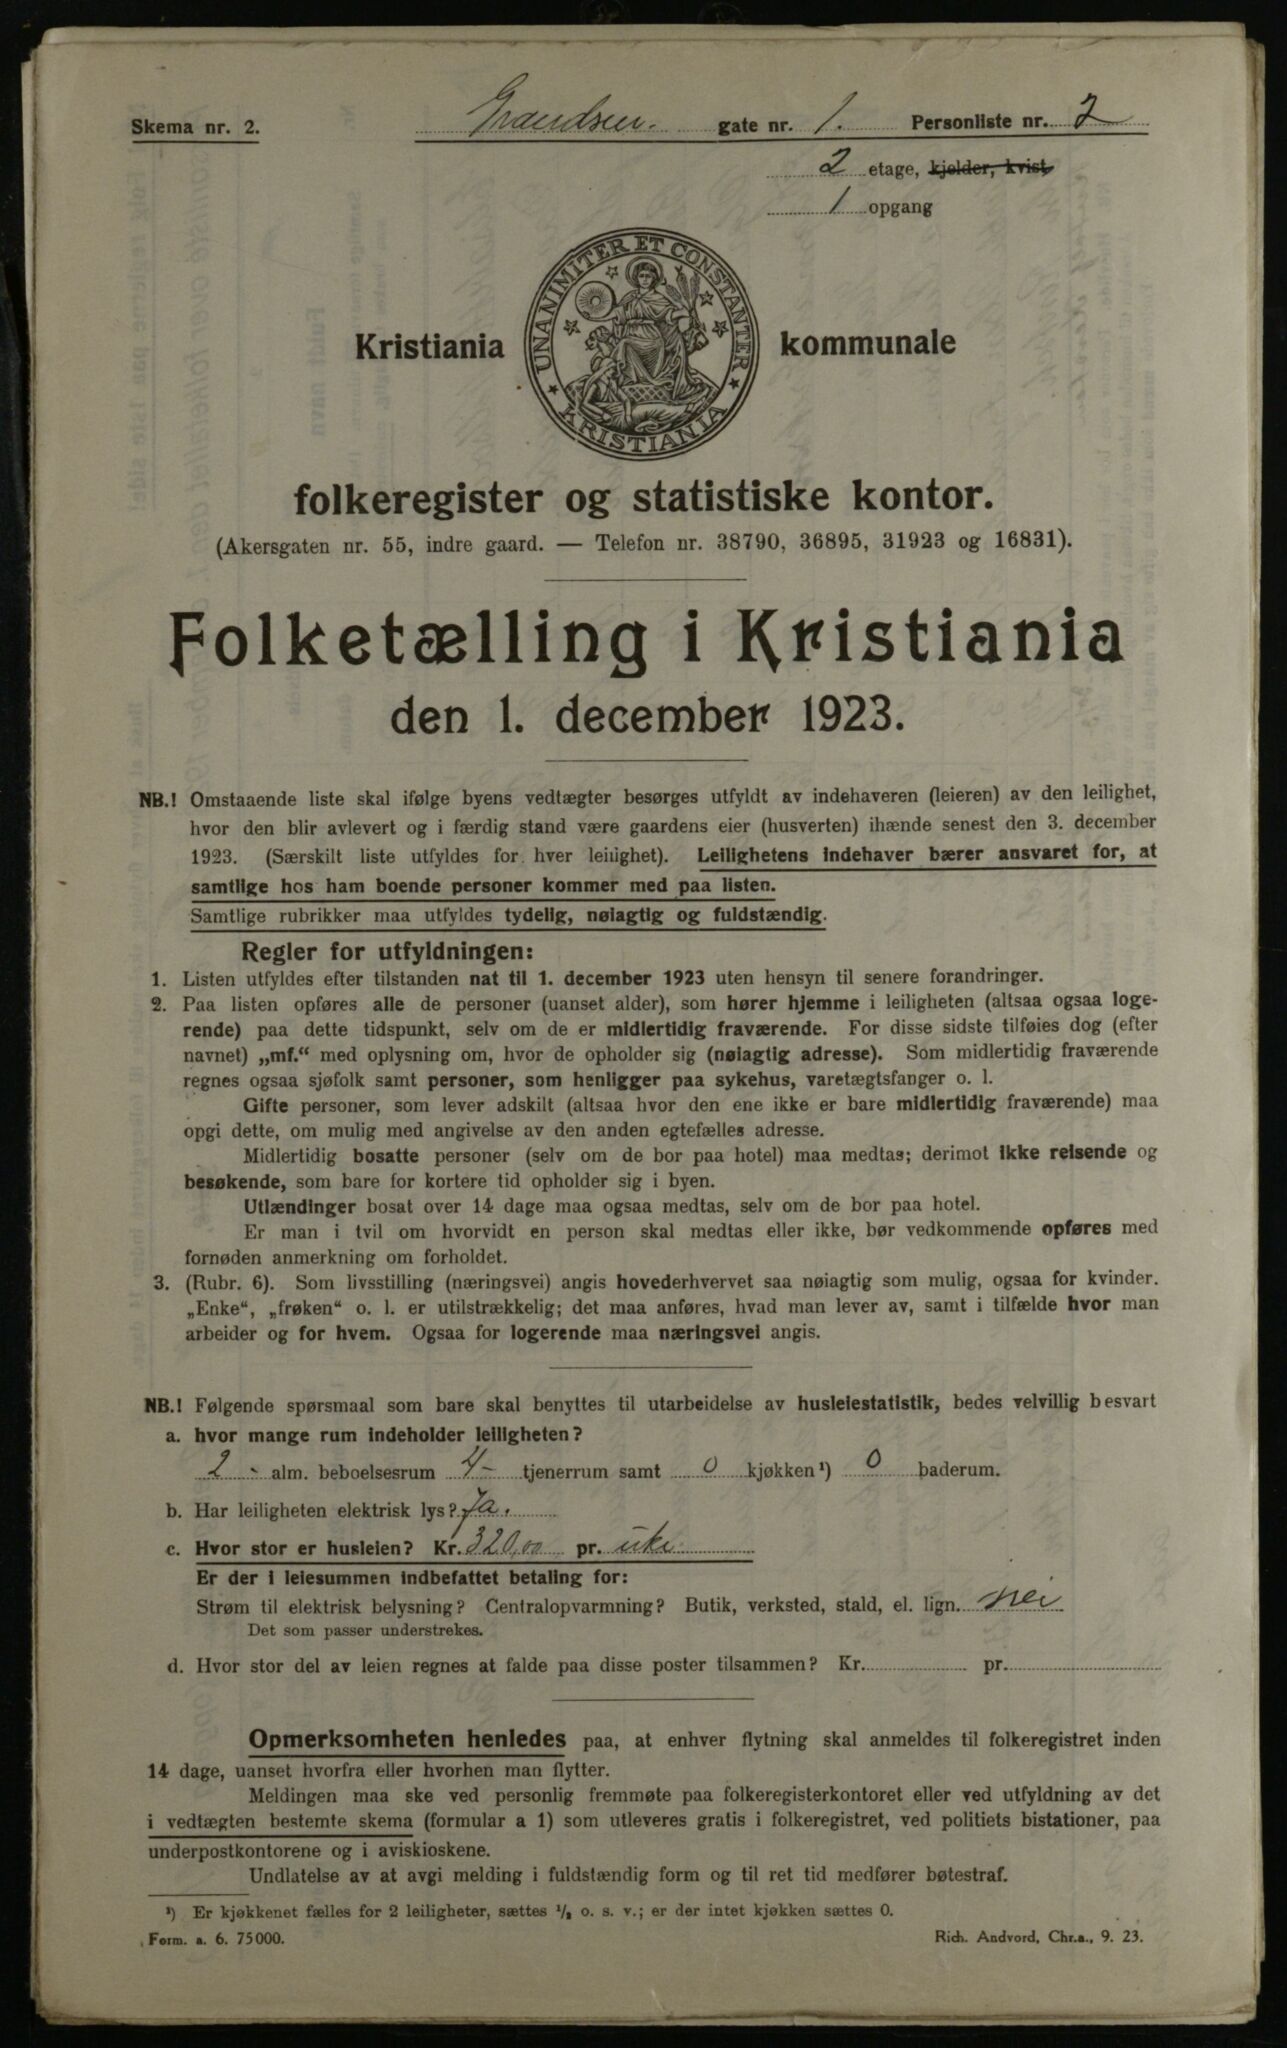 Skema nr. 2.
Grændsen. gate nr. 1. Personliste nr. 2
2 etage, kjelder, kvist,
1 opgang
UNANIMITER ET CONSTANTER
KRISTIANIA
Kristiania kommunale
folkeregister og statistiske kontor.
(Akersgaten nr. 55, indre gaard. — Telefon nr. 38790, 36895, 31923 og 16831).
Folketælling i Kristiania
den 1. december 1923.
NB.! Omstaaende liste skal ifølge byens vedtægter besørges utfyldt av indehaveren (leieren) av den leilighet,
hvor den blir avlevert og i færdig stand være gaardens eier (husverten) ihænde senest den 3. december
1923. (Særskilt liste utfyldes for hver leilighet). Leilighetens indehaver bærer ansvaret for, at
samtlige hos ham boende personer kommer med paa listen.
Samtlige rubrikker maa utfyldes tydelig, nøiagtig og fuldstændig.
Regler for utfyldningen:
1. Listen utfyldes efter tilstanden nat til 1. december 1923 uten hensyn til senere forandringer.
2. Paa listen opføres alle de personer (uanset alder), som hører hjemme i leiligheten (altsaa ogsaa loge-
rende) paa dette tidspunkt, selv om de er midlertidig fraværende. For disse sidste tilføies dog (efter
navnet) „mf.“ med oplysning om, hvor de opholder sig (nøiagtig adresse). Som midlertidig fraværende
regnes ogsaa sjøfolk samt personer, som henligger paa sykehus, varetægtsfanger o. l.
Gifte personer, som lever adskilt (altsaa hvor den ene ikke er bare midlertidig fraværende) maa
opgi dette, om mulig med angivelse av den anden egtefælles adresse.
Midlertidig bosatte personer (selv om de bor paa hotel) maa medtas; derimot ikke reisende og
besøkende, som bare for kortere tid opholder sig i byen.
Utlændinger bosat over 14 dage maa ogsaa medtas, selv om de bor paa hotel.
Er man i tvil om hvorvidt en person skal medtas eller ikke, bør vedkommende opføres med
fornøden anmerkning om forholdet.
3. (Rubr. 6). Som livsstilling (næringsvei) angis hovederhvervet saa nøiagtig som mulig, ogsaa for kvinder.
„Enke“, „frøken“ o. l. er utilstrækkelig; det maa anføres, hvad man lever av, samt i tilfælde hvor man
arbeider og for hvem. Ogsaa for logerende maa næringsvei angis.
NB.! Følgende spørsmaal som bare skal benyttes til utarbeidelse av husleiestatistik, bedes velvillig besvart
a. hvor mange rum indeholder leiligheten?
2 - alm. beboelsesrum 4- tjenerrum samt 0 kjøkken¹) 0 baderum.
b. Har leiligheten elektrisk lys? Ja.
c. Hvor stor er husleien? Kr. 320,00 pr. uke
Er der i leiesummen indbefattet betaling for:
Strøm til elektrisk belysning? Centralopvarmning? Butik, verksted, stald, el. lign. nei
Det som passer understrekes.
d. Hvor stor del av leien regnes at falde paa disse poster tilsammen? Kr. pr.
Opmerksomheten henledes paa, at enhver flytning skal anmeldes til folkeregistret inden
14 dage, uanset hvorfra eller hvorhen man flytter.
Meldingen maa ske ved personlig fremmøte paa folkeregisterkontoret eller ved utfyldning av det
i vedtægten bestemte skema (formular a 1) som utleveres gratis i folkeregistret, ved politiets bistationer, paa
underpostkontorene og i aviskioskene.
Undlatelse av at avgi melding i fuldstændig form og til ret tid medfører bøtestraf.
¹) Er kjøkkenet fælles for 2 leiligheter, sættes ½ o. s. v.; er der intet kjøkken sættes 0.
Form. a. 6. 75000. Rich. Andvord, Chr.a., 9. 23.